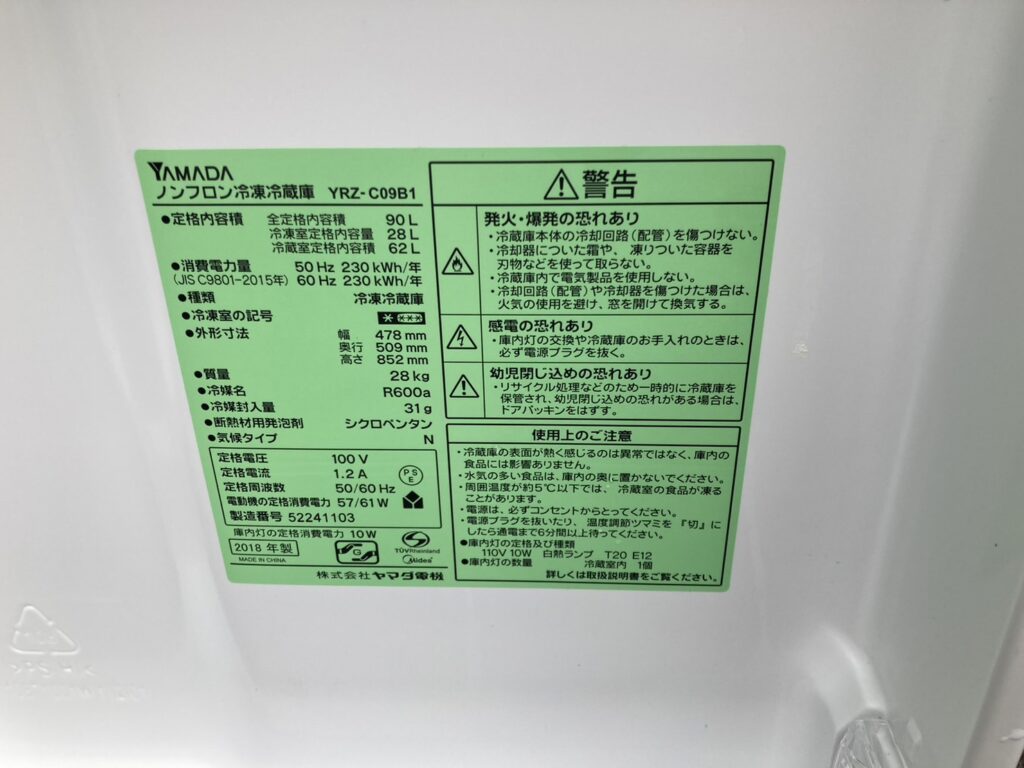 YAMADA
ノンフロン冷凍冷蔵庫 YRZ-C09B1
●定格内容積 全定格内容積 90 L
冷凍室定格内容量 28 L
冷蔵室定格内容積 62 L
●消費電力量 50 Hz 230 kWh/年
(JIS C9801-2015年) 60 Hz 230 kWh/年
●種類 冷凍冷蔵庫
●冷凍室の記号
●外形寸法 幅 478 mm
奥行 509 mm
高さ 852 mm
●質量 28 kg
●冷媒名 R600a
●冷媒封入量 31 g
●断熱材用発泡剤 シクロペンタン
●気候タイプ N
定格電圧 100 V
定格電流 1.2 A
定格周波数 50/60 Hz
電動機の定格消費電力 57/61 W
製造番号 52241103
PS
E
庫内灯の定格消費電力 10 W
2018 年製
MADE IN CHINA
G
TÜVRheinland
Midea
株式会社 ヤマダ電機
警告
発火・爆発の恐れあり
・冷蔵庫本体の冷却回路(配管)を傷つけない。
・冷却器についた霜や、凍りついた容器を
刃物などを使って取らない。
・冷蔵庫内で電気製品を使用しない。
・冷却回路(配管)や冷却器を傷つけた場合は、
火気の使用を避け、窓を開けて換気する。
感電の恐れあり
・庫内灯の交換や冷蔵庫のお手入れのときは、
必ず電源プラグを抜く。
幼児閉じ込めの恐れあり
・リサイクル処理などのため一時的に冷蔵庫を
保管され、幼児閉じ込めの恐れがある場合は、
ドアパッキンをはずす。
使用上のご注意
・冷蔵庫の表面が熱く感じるのは異常ではなく、庫内の
食品には影響ありません。
・水気の多い食品は、庫内の奥に置かないでください。
・周囲温度が約5℃以下では、冷蔵室の食品が凍る
ことがあります。
・電源は、必ずコンセントからとってください。
・電源プラグを抜いたり、温度調節ツマミを『切』に
したら通電まで6分間以上待ってください。
●庫内灯の定格及び種類
110V 10W 白熱ランプ T20 E12
●庫内灯の数量 冷蔵室内 1個
詳しくは取扱説明書をご覧ください。
>PS